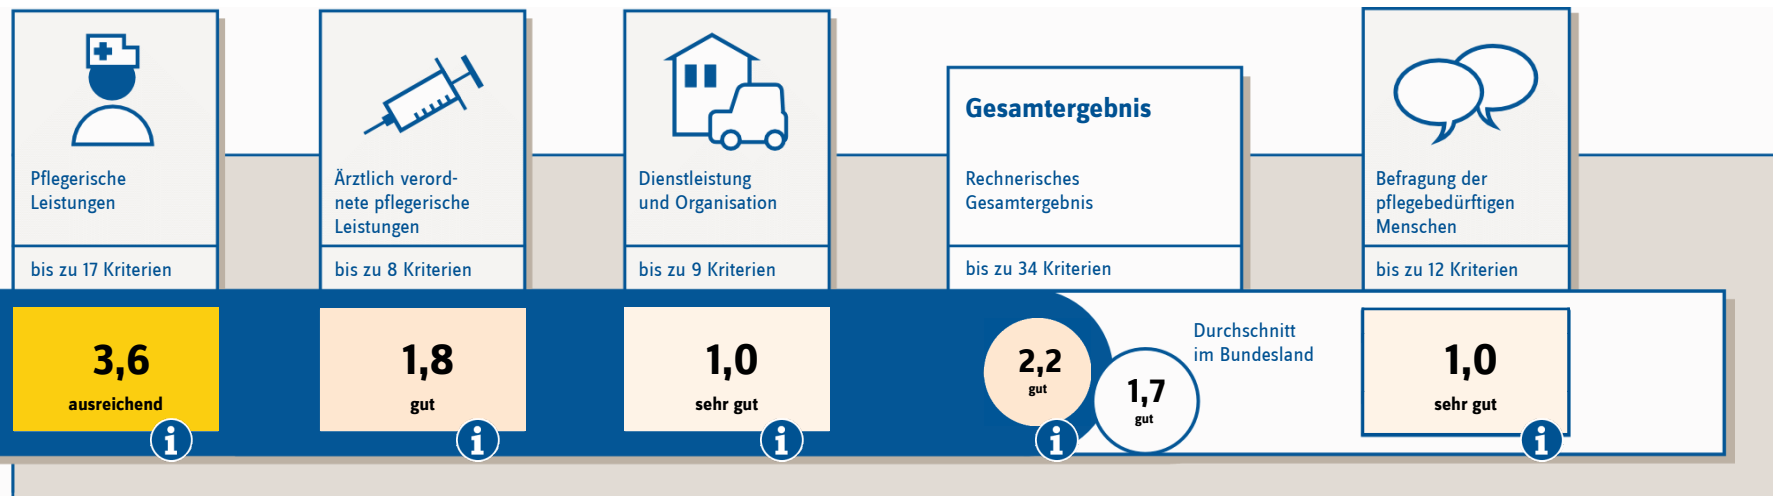 Pflegerische
Leistungen
bis zu 17 Kriterien
3,6
ausreichend
i
Ärztlich verord-
nete pflegerische
Leistungen
bis zu 8 Kriterien
1,8
gut
i
Dienstleistung
und Organisation
bis zu 9 Kriterien
1,0
sehr gut
i
Gesamtergebnis
Rechnerisches
Gesamtergebnis
bis zu 34 Kriterien
2,2
gut
i
1,7
gut
Durchschnitt
im Bundesland
Befragung der
pflegebedürftigen
Menschen
bis zu 12 Kriterien
1,0
sehr gut
i